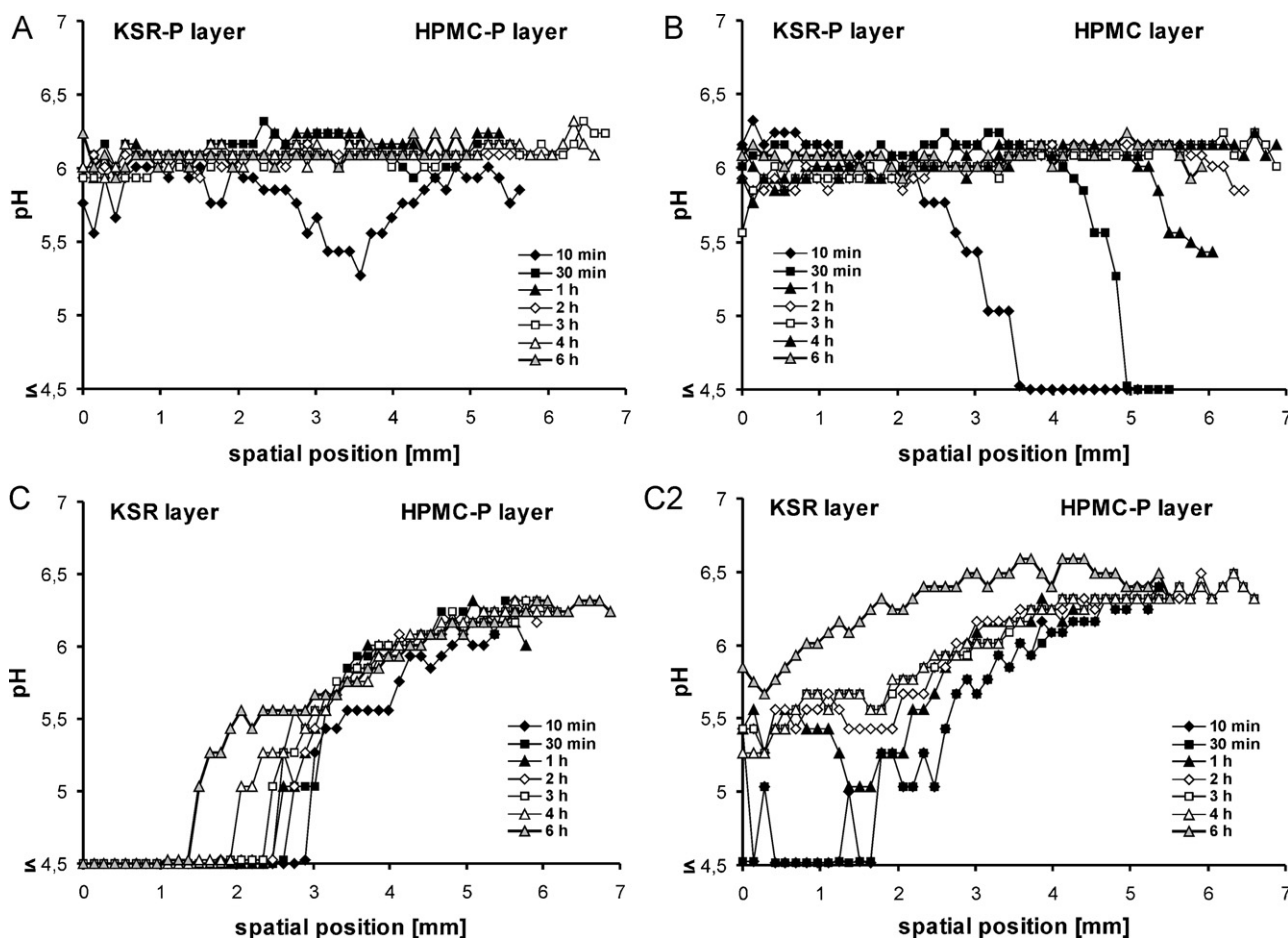 A
KSR-P layer HPMC-P layer
7
6,5
6
5,5
5
≤ 4,5
pH
10 min
30 min
1 h
2 h
3 h
4 h
6 h
0 1 2 3 4 5 6 7
spatial position [mm]
B
KSR-P layer HPMC layer
7
6,5
6
5,5
5
≤ 4,5
pH
10 min
30 min
1 h
2 h
3 h
4 h
6 h
0 1 2 3 4 5 6 7
spatial position [mm]
C
KSR layer HPMC-P layer
7
6,5
6
5,5
5
≤ 4,5
pH
10 min
30 min
1 h
2 h
3 h
4 h
6 h
0 1 2 3 4 5 6 7
spatial position [mm]
C2
KSR layer HPMC-P layer
7
6,5
6
5,5
5
≤ 4,5
pH
10 min
30 min
1 h
2 h
3 h
4 h
6 h
0 1 2 3 4 5 6 7
spatial position [mm]